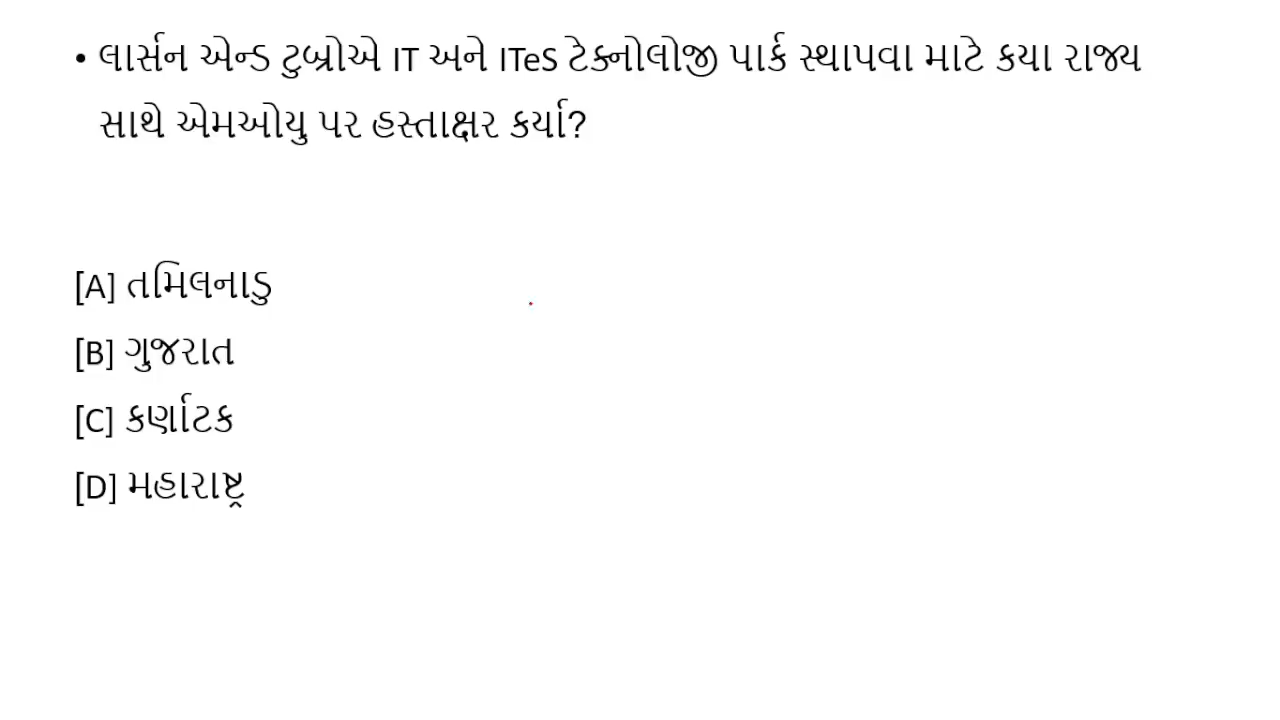 • લાર્સન એન્ડ ટુબ્રોએ IT અને ITeS ટેક્નોલોજી પાર્ક સ્થાપવા માટે કયા રાજ્ય
સાથે એમઓયુ પર હસ્તાક્ષર કર્યા?
[A] તમિલનાડુ
[B] ગુજરાત
[C] કર્ણાટક
[D] મહારાષ્ટ્ર